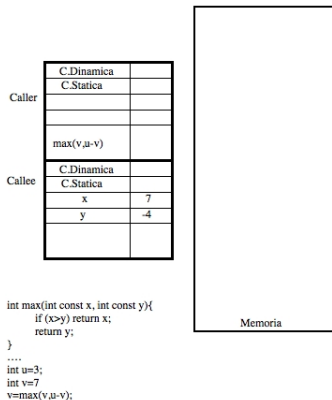 C.Dinamica
C.Statica
Caller
max(v,u-v)
C.Dinamica
Callee
C.Statica
x 7
y -4
Memoria
int max(int const x, int const y){
if (x>y) return x;
return y;
}
....
int u=3;
int v=7
v=max(v,u-v);